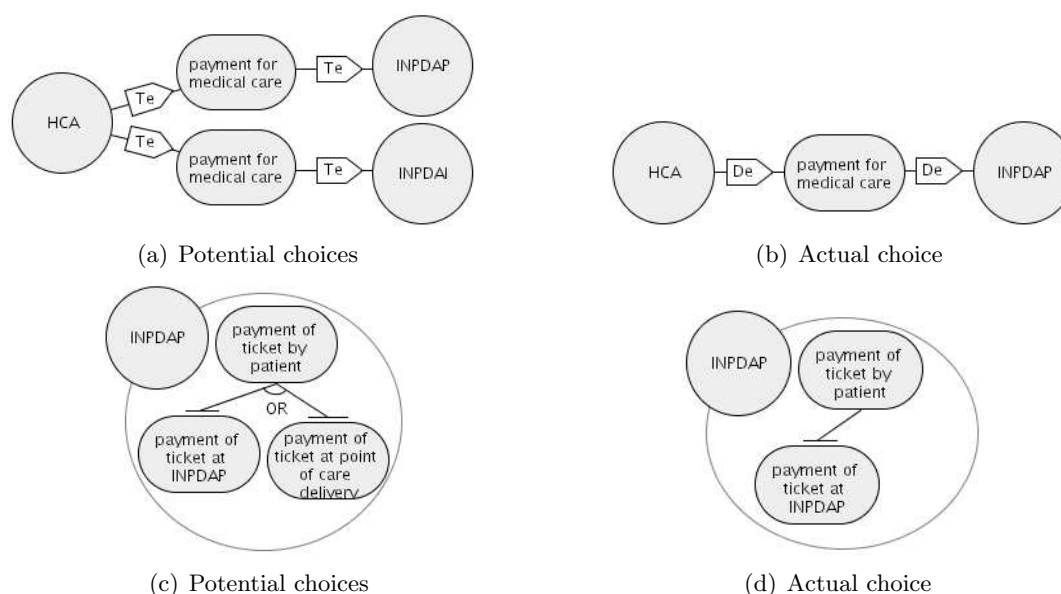 HCA
Te
payment for
medical care
Te
INPDAP
Te
payment for
medical care
Te
INPDAI
(a) Potential choices
HCA
De
payment for
medical care
De
INPDAP
(b) Actual choice
INPDAP
payment of
ticket by
patient
OR
payment of
ticket at
INPDAP
payment of
ticket at point
of care
delivery
(c) Potential choices
INPDAP
payment of
ticket by
patient
payment of
ticket at
INPDAP
(d) Actual choice